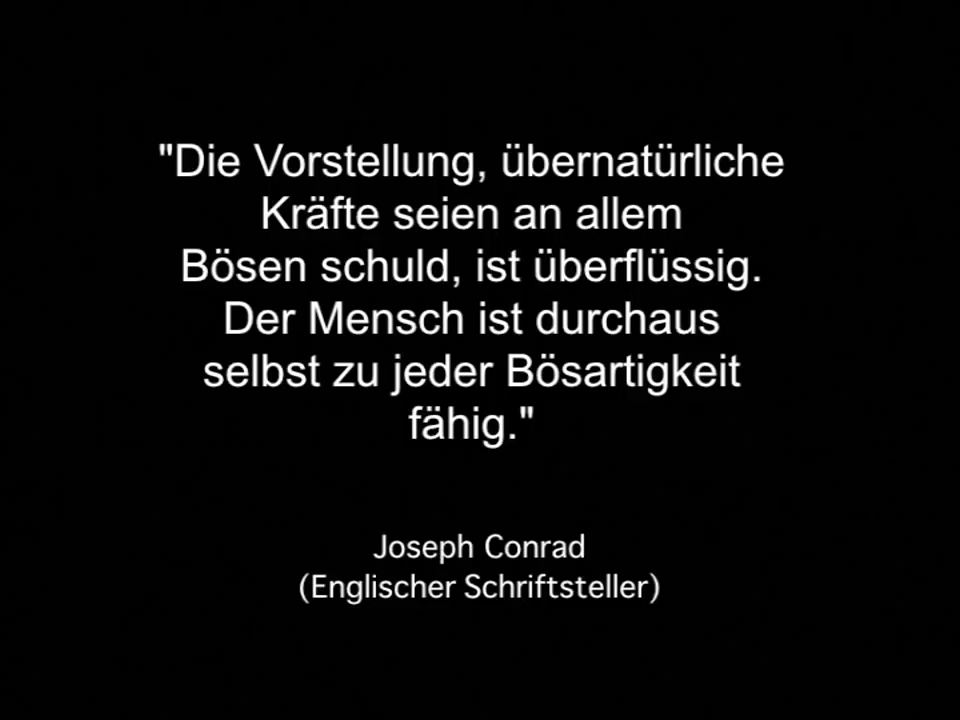 "Die Vorstellung, übernatürliche
Kräfte seien an allem
Bösen schuld, ist überflüssig.
Der Mensch ist durchaus
selbst zu jeder Bösartigkeit
fähig."
Joseph Conrad
(Englischer Schriftsteller)